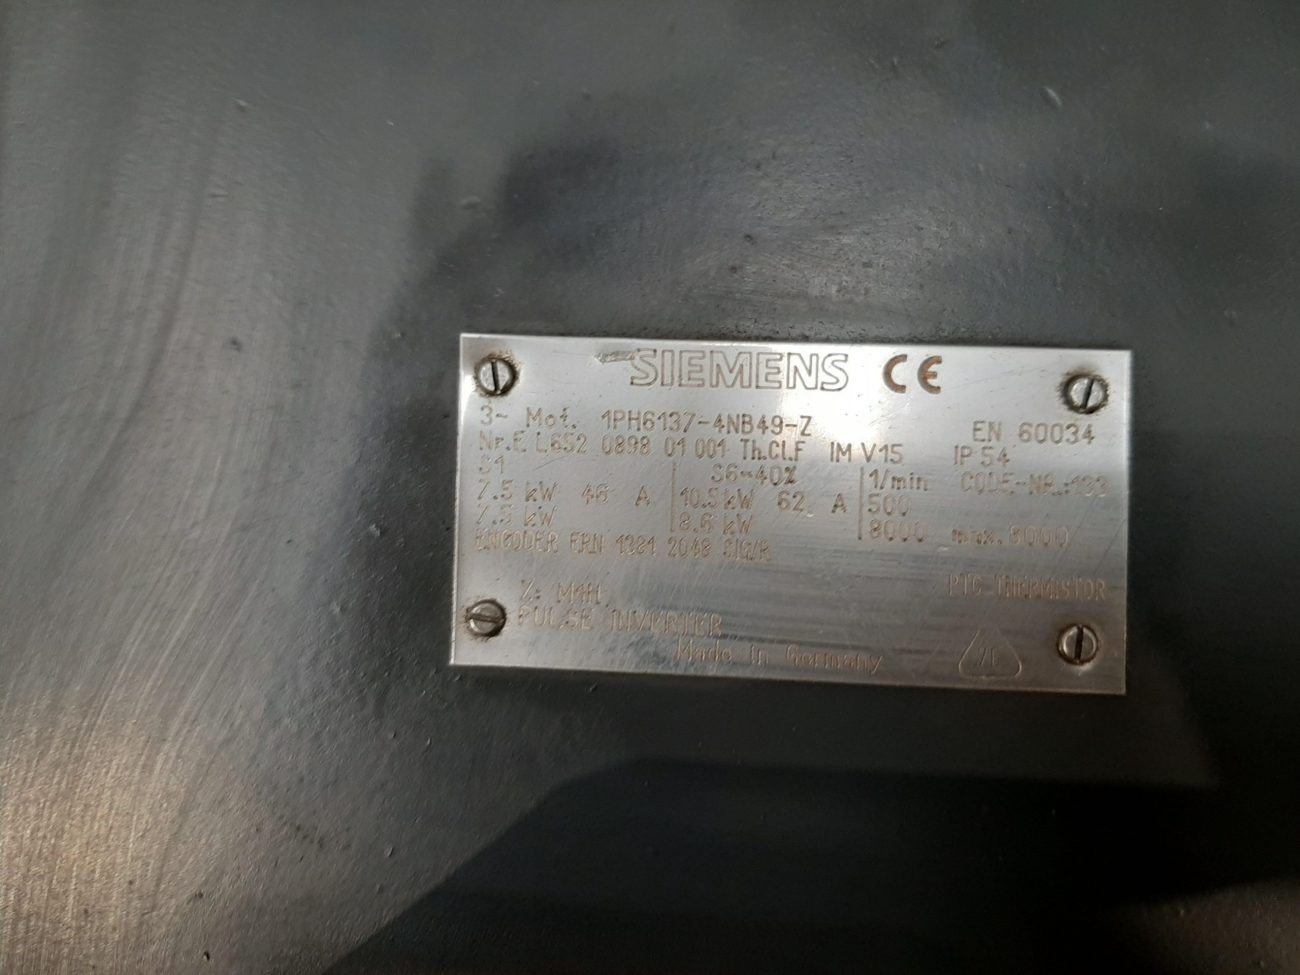 SIEMENS CE
3~ Mot. 1PH6137-4NB49-Z EN 60034
Nr.E L652 0898 01 001 Th.Cl.F IM V15 IP 54
S1 S6-40% 1/min CODE-NR.:
7.5 kW 46 A 10.5 kW 62 A 500
7.5 kW 8.6 kW 8000 max. 8000
ENCODER ERN 1381 2048 SIG/R
PTC-THERMISTOR
Z:
PULSE INVERTER
Made in Germany